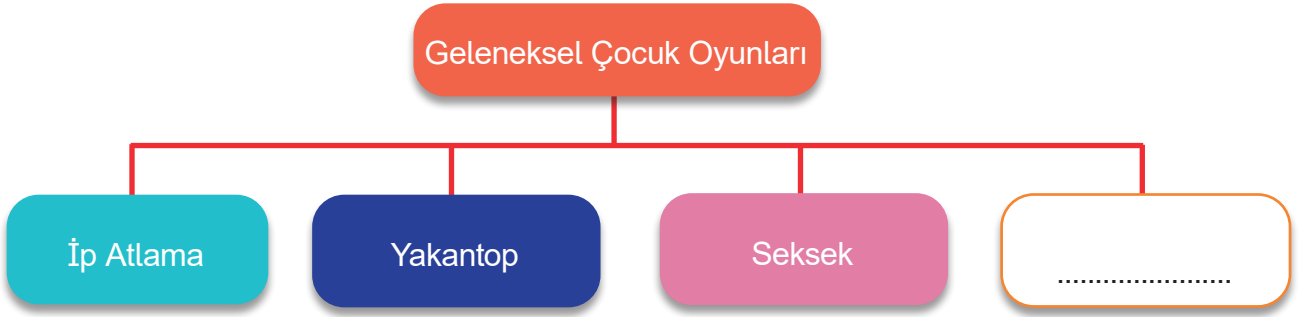 Geleneksel Çocuk Oyunları
İp Atlama
Yakantop
Seksek
.......................